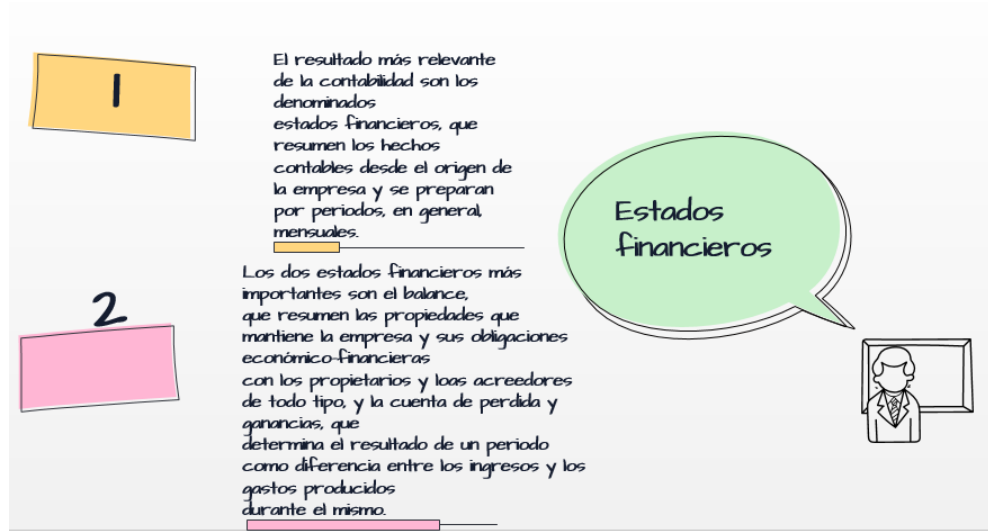 1
El resultado más relevante
de la contabilidad son los
denominados
estados financieros, que
resumen los hechos
contables desde el origen de
la empresa y se preparan
por periodos, en general,
mensuales.
2
Los dos estados financieros más
importantes son el balance,
que resumen las propiedades que
mantiene la empresa y sus obligaciones
económico-financieras
con los propietarios y loas acreedores
de todo tipo, y la cuenta de perdida y
ganancias, que
determina el resultado de un periodo
como diferencia entre los ingresos y los
gastos producidos
durante el mismo.
Estados
financieros